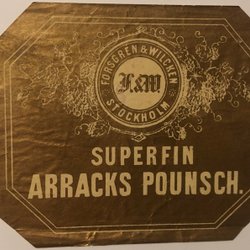 FORSGREN & WILCKEN
F&W
STOCKHOLM
SUPERFIN
ARRACKS POUNSCH.